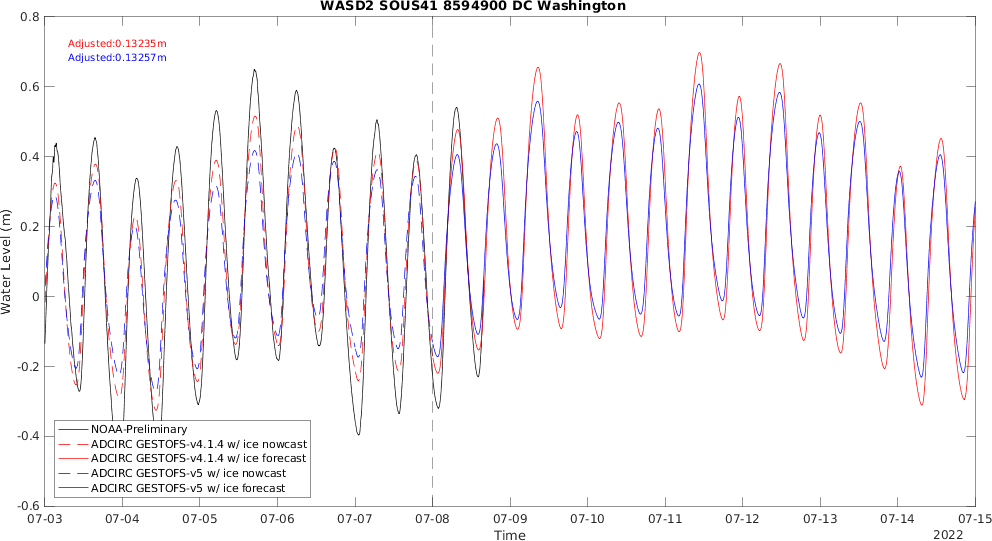 WASD2 SOUS41 8594900 DC Washington
Adjusted:0.13235m
Adjusted:0.13257m
0.8
0.6
0.4
0.2
0
-0.2
-0.4
-0.6
Water Level (m)
NOAA-Preliminary
ADCIRC GESTOFS-v4.1.4 w/ ice nowcast
ADCIRC GESTOFS-v4.1.4 w/ ice forecast
ADCIRC GESTOFS-v5 w/ ice nowcast
ADCIRC GESTOFS-v5 w/ ice forecast
07-03 07-04 07-05 07-06 07-07 07-08 07-09 07-10 07-11 07-12 07-13 07-14 07-15
Time
2022